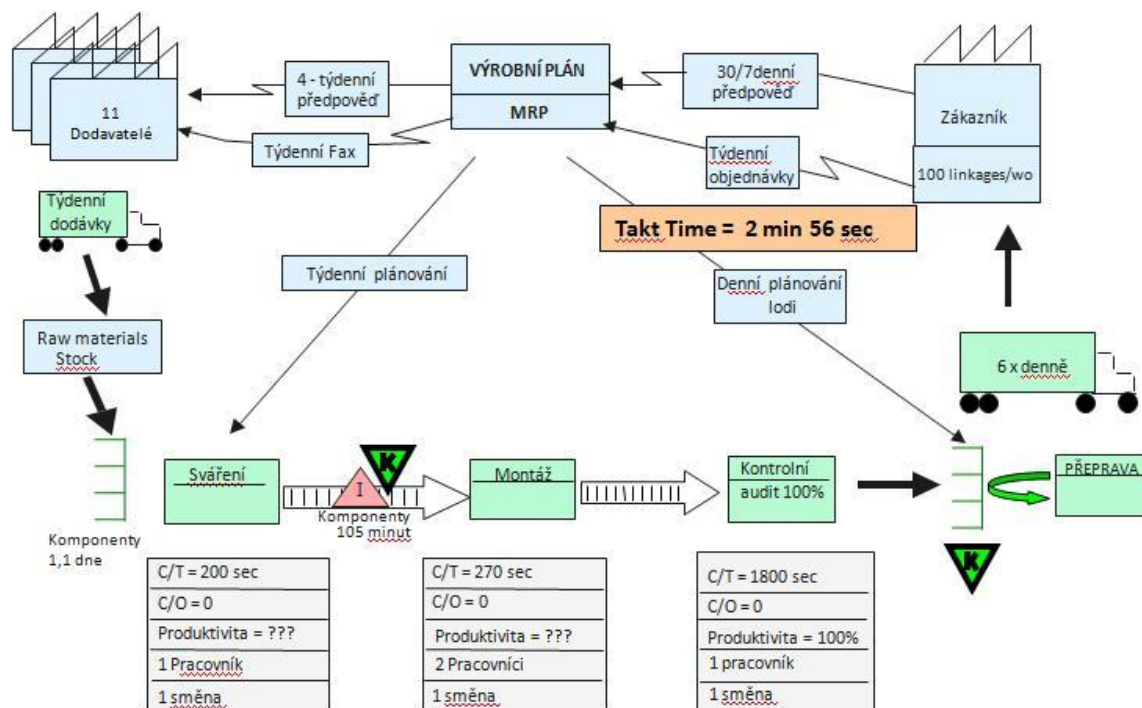 11
Dodavatelé
4 - týdenní
předpověď
Týdenní Fax
VÝROBNÍ PLÁN
MRP
30/7denní
předpověď
Týdenní
objednávky
Zákazník
100 linkages/wo
Týdenní
dodávky
Takt Time = 2 min 56 sec
Týdenní plánování
Denní plánování
lodi
Raw materials
Stock
6 x denně
Komponenty
1,1 dne
Sváření
I
K
Komponenty
105 minut
Montáž
Kontrolní
audit 100%
PŘEPRAVA
K
C/T = 200 sec
C/O = 0
Produktivita = ???
1 Pracovník
1 směna
C/T = 270 sec
C/O = 0
Produktivita = ???
2 Pracovníci
1 směna
C/T = 1800 sec
C/O = 0
Produktivita = 100%
1 pracovník
1 směna